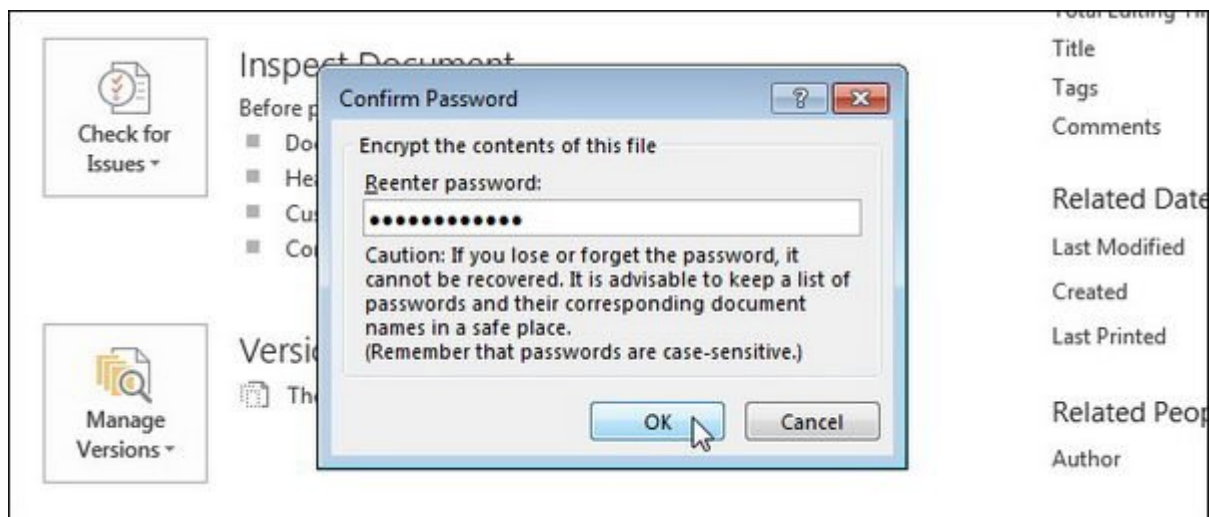 Check for
Issues
Inspect Document
Before
Manage
Versions
Confirm Password
Encrypt the contents of this file
Reenter password:
Caution: If you lose or forget the password, it
cannot be recovered. It is advisable to keep a list of
passwords and their corresponding document
names in a safe place.
(Remember that passwords are case-sensitive.)
OK
Cancel
Title
Tags
Comments
Related
Last Modified
Created
Last Printed
Related
Author